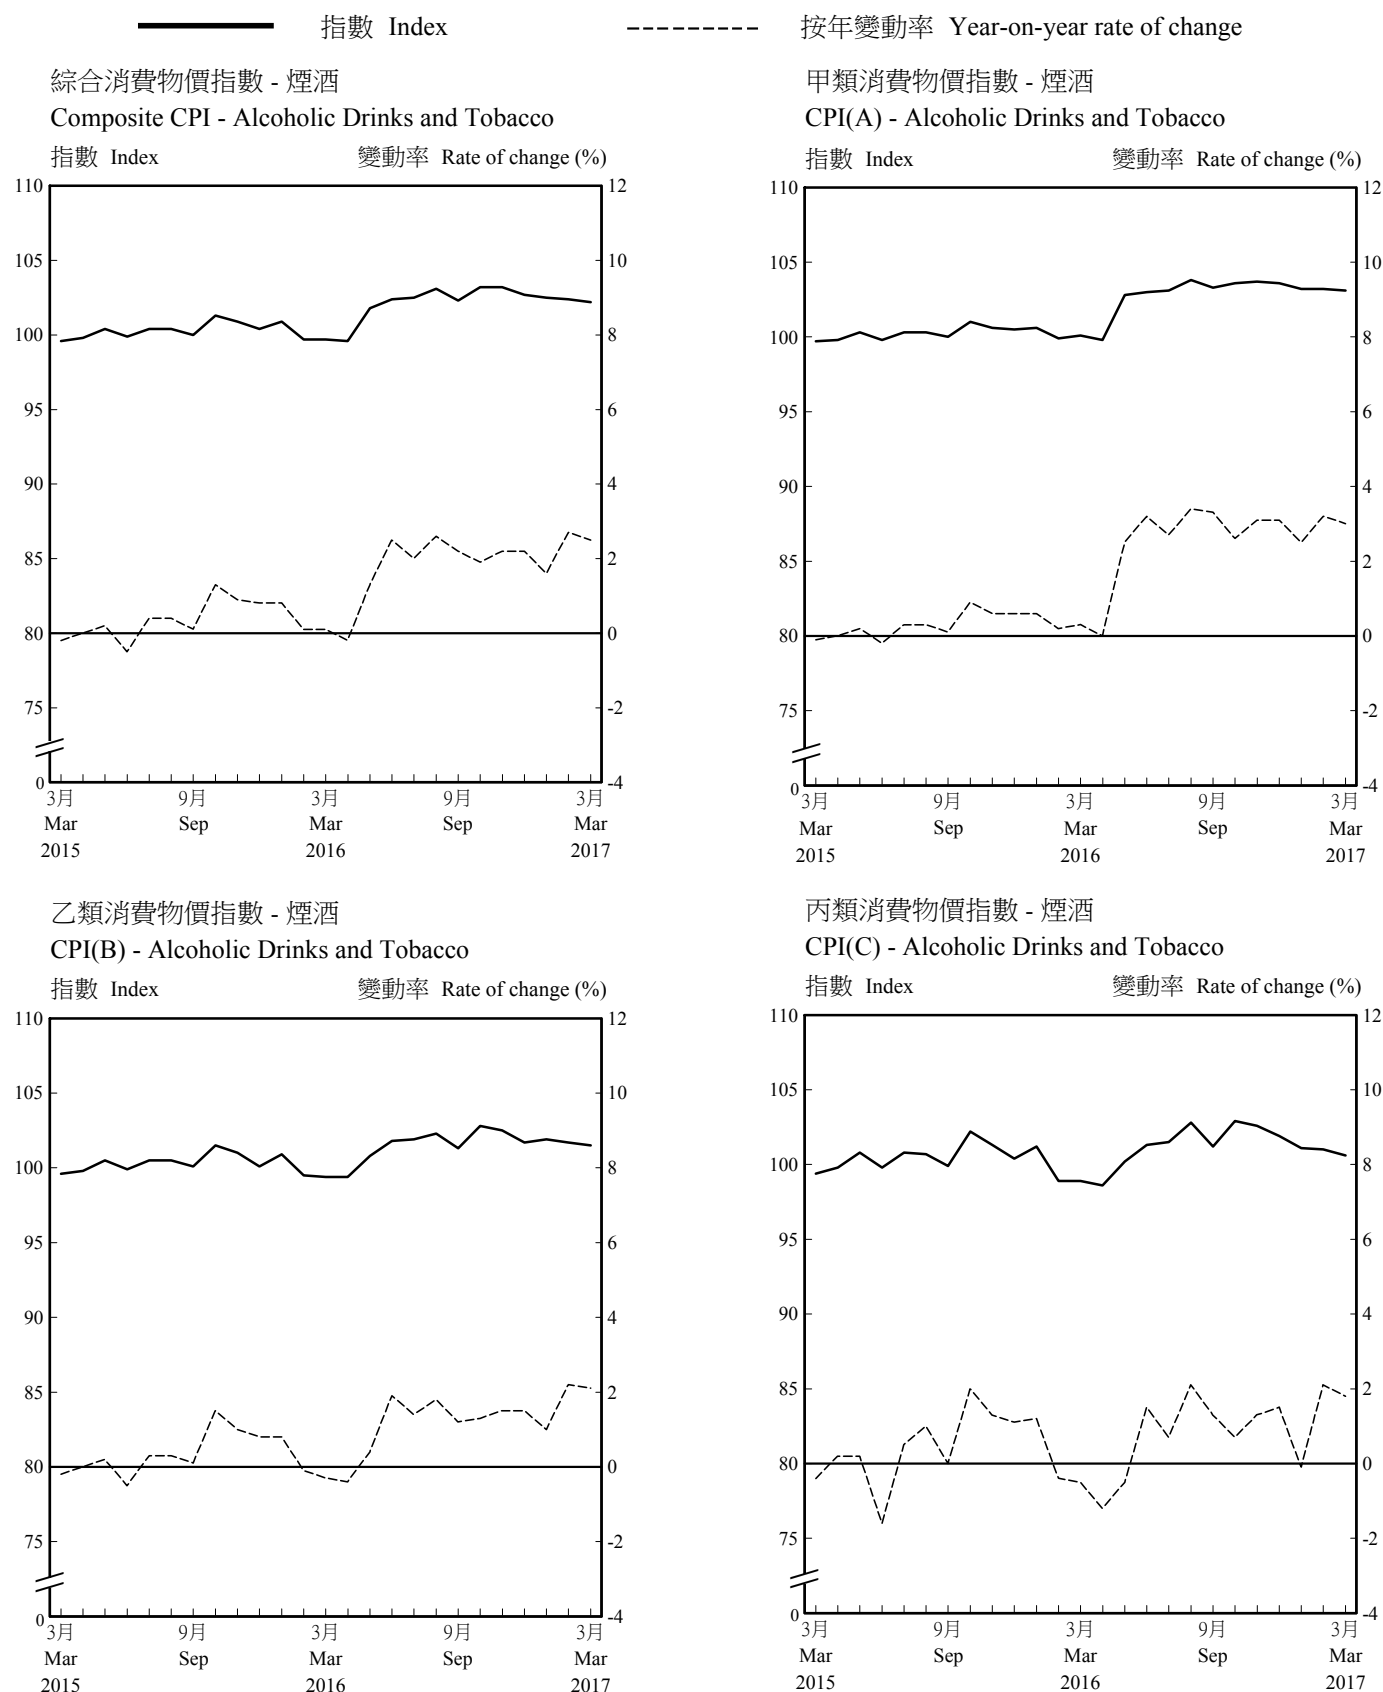 指數 Index 按年變動率 Year-on-year rate of change
綜合消費物價指數 - 煙酒
Composite CPI - Alcoholic Drinks and Tobacco
指數 Index 變動率 Rate of change (%)
110 12
105 10
100 8
95 6
90 4
85 2
80 0
75 -2
0 -4
3月 9月 3月 9月 3月
Mar Sep Mar Sep Mar
2015 2016 2017
甲類消費物價指數 - 煙酒
CPI(A) - Alcoholic Drinks and Tobacco
指數 Index 變動率 Rate of change (%)
110 12
105 10
100 8
95 6
90 4
85 2
80 0
75 -2
0 -4
3月 9月 3月 9月 3月
Mar Sep Mar Sep Mar
2015 2016 2017
乙類消費物價指數 - 煙酒
CPI(B) - Alcoholic Drinks and Tobacco
指數 Index 變動率 Rate of change (%)
110 12
105 10
100 8
95 6
90 4
85 2
80 0
75 -2
0 -4
3月 9月 3月 9月 3月
Mar Sep Mar Sep Mar
2015 2016 2017
丙類消費物價指數 - 煙酒
CPI(C) - Alcoholic Drinks and Tobacco
指數 Index 變動率 Rate of change (%)
110 12
105 10
100 8
95 6
90 4
85 2
80 0
75 -2
0 -4
3月 9月 3月 9月 3月
Mar Sep Mar Sep Mar
2015 2016 2017